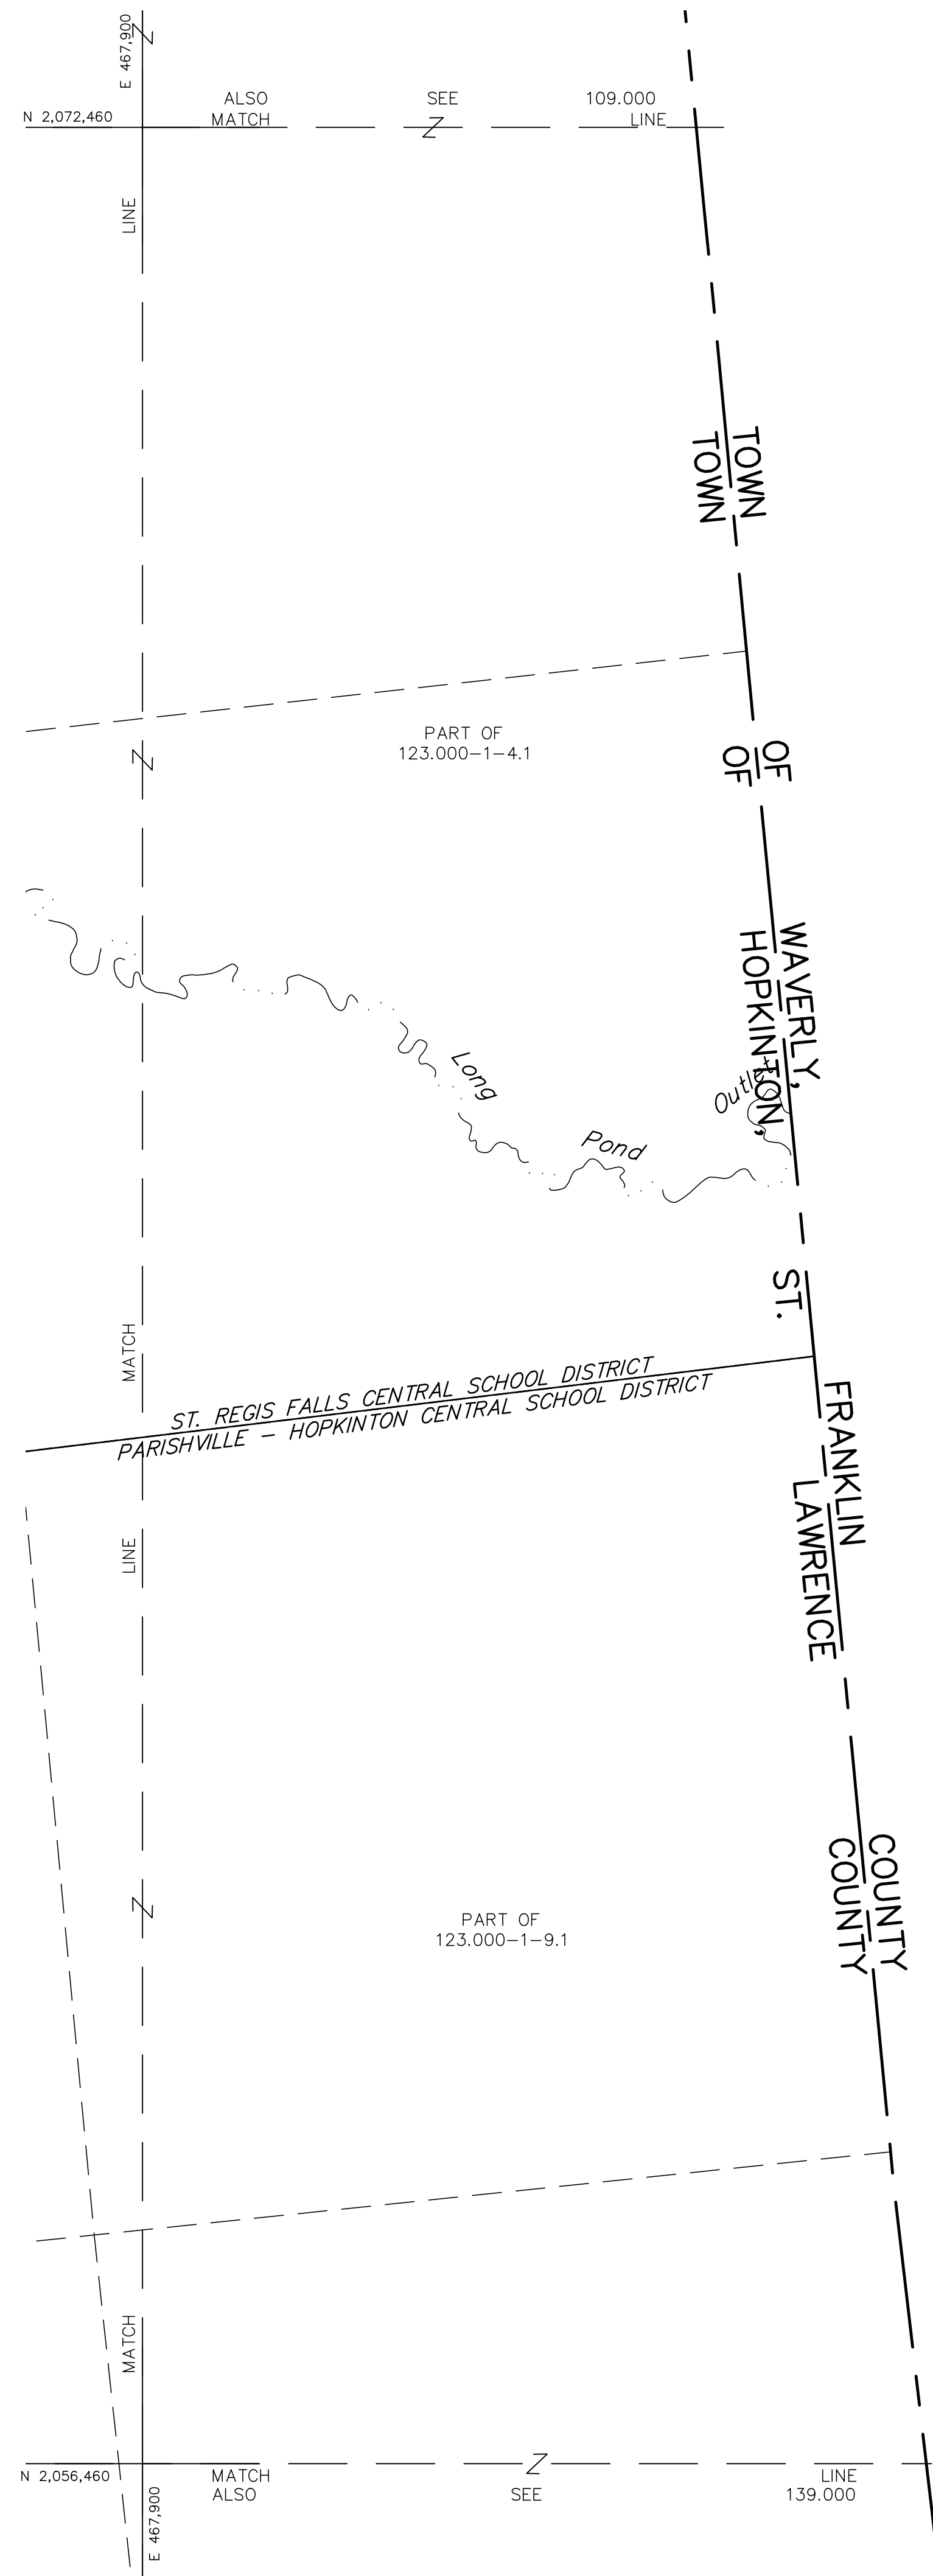 E 467,900
ALSO SEE 109.000
N 2,072,460
MATCH LINE
LINE
TOWN
TOWN
PART OF
123.000-1-4.1
OF
OF
WAVERLY,
HOPKINTON,
Long
Pond
Outlet
ST.
MATCH
ST. REGIS FALLS CENTRAL SCHOOL DISTRICT
PARISHVILLE - HOPKINTON CENTRAL SCHOOL DISTRICT
FRANKLIN
LAWRENCE
LINE
COUNTY
COUNTY
PART OF
123.000-1-9.1
MATCH
N 2,056,460
MATCH LINE
ALSO SEE 139.000
E 467,900